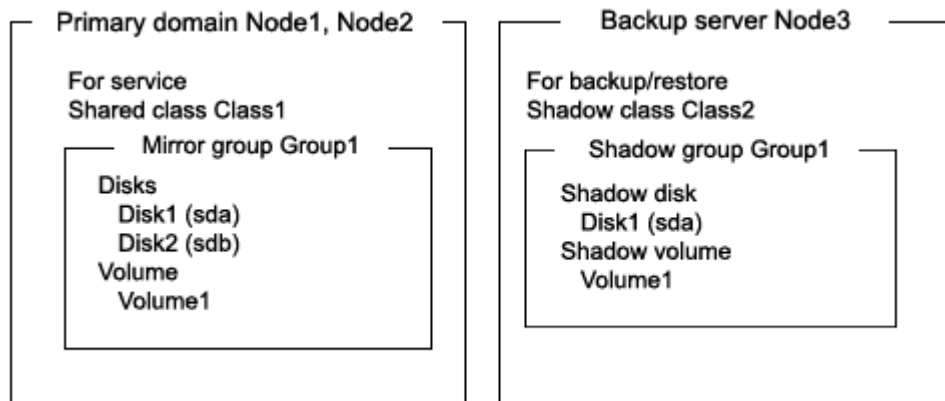 Primary domain Node1, Node2
For service
Shared class Class1
Mirror group Group1
Disks
Disk1 (sda)
Disk2 (sdb)
Volume
Volume1
Backup server Node3
For backup/restore
Shadow class Class2
Shadow group Group1
Shadow disk
Disk1 (sda)
Shadow volume
Volume1